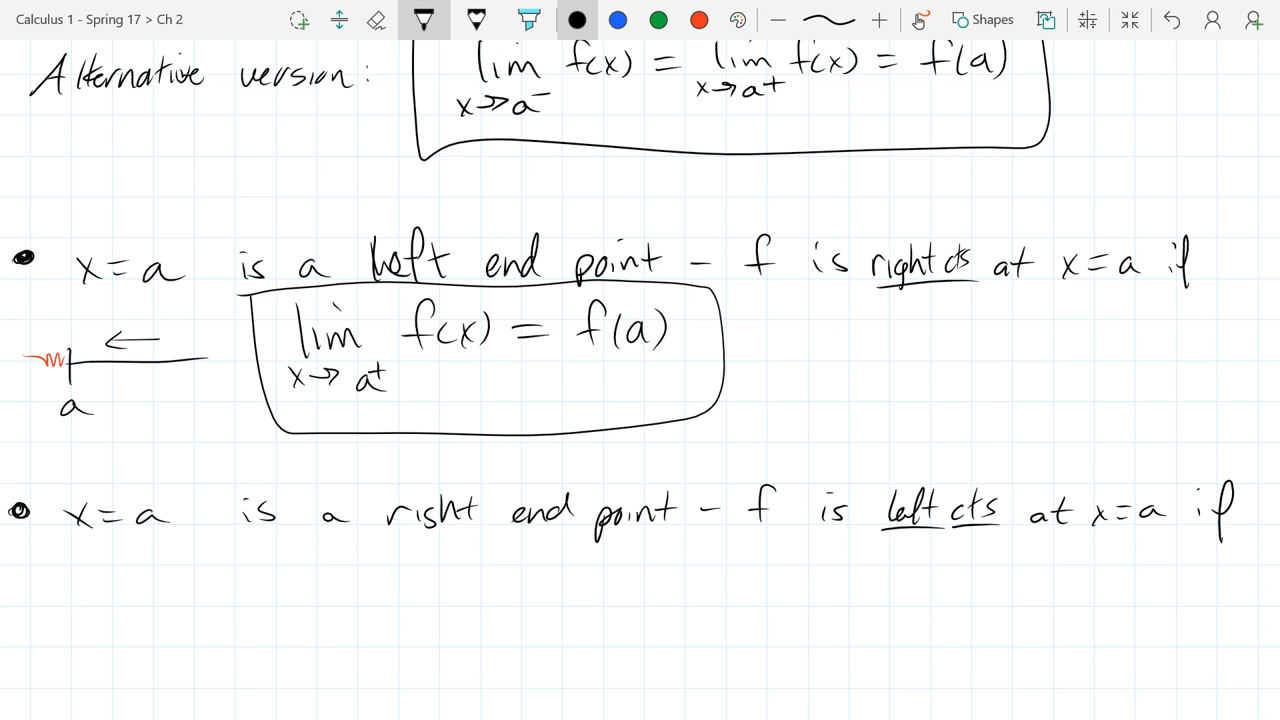 Calculus 1 - Spring 17 > Ch 2
Shapes
Alternative version: lim f(x) = lim f(x) = f(a)
x→a⁻ x→a⁺
• x=a is a left end point - f is right cts at x=a if
lim f(x) = f(a)
x→a⁺
a
• x=a is a right end point - f is left cts at x=a if